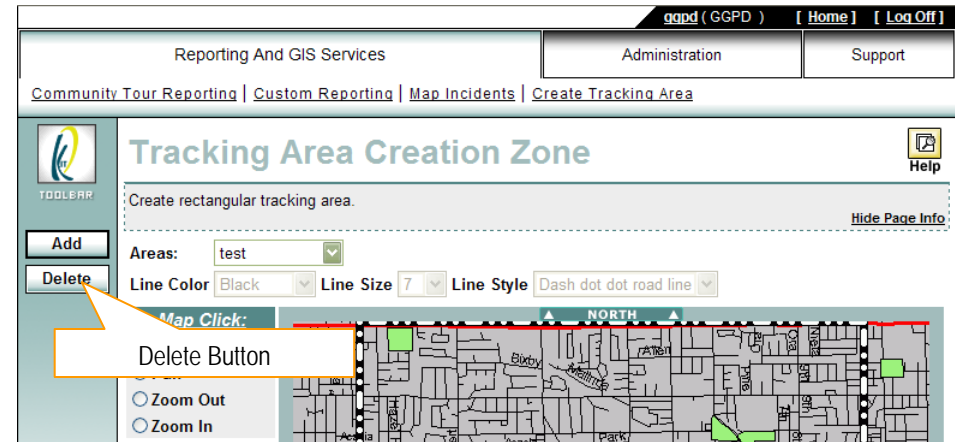 ggpd ( GGPD ) [ Home ] [ Log Off ]
Reporting And GIS Services Administration Support
Community Tour Reporting | Custom Reporting | Map Incidents | Create Tracking Area
TOOLBAR
Tracking Area Creation Zone
Help
Create rectangular tracking area.
Hide Page Info
Add
Delete
Areas: test
Line Color Black Line Size 7 Line Style Dash dot dot road line
Map Click:
NORTH
Delete Button
Zoom Out
Zoom In
Bixby
Allen
Park